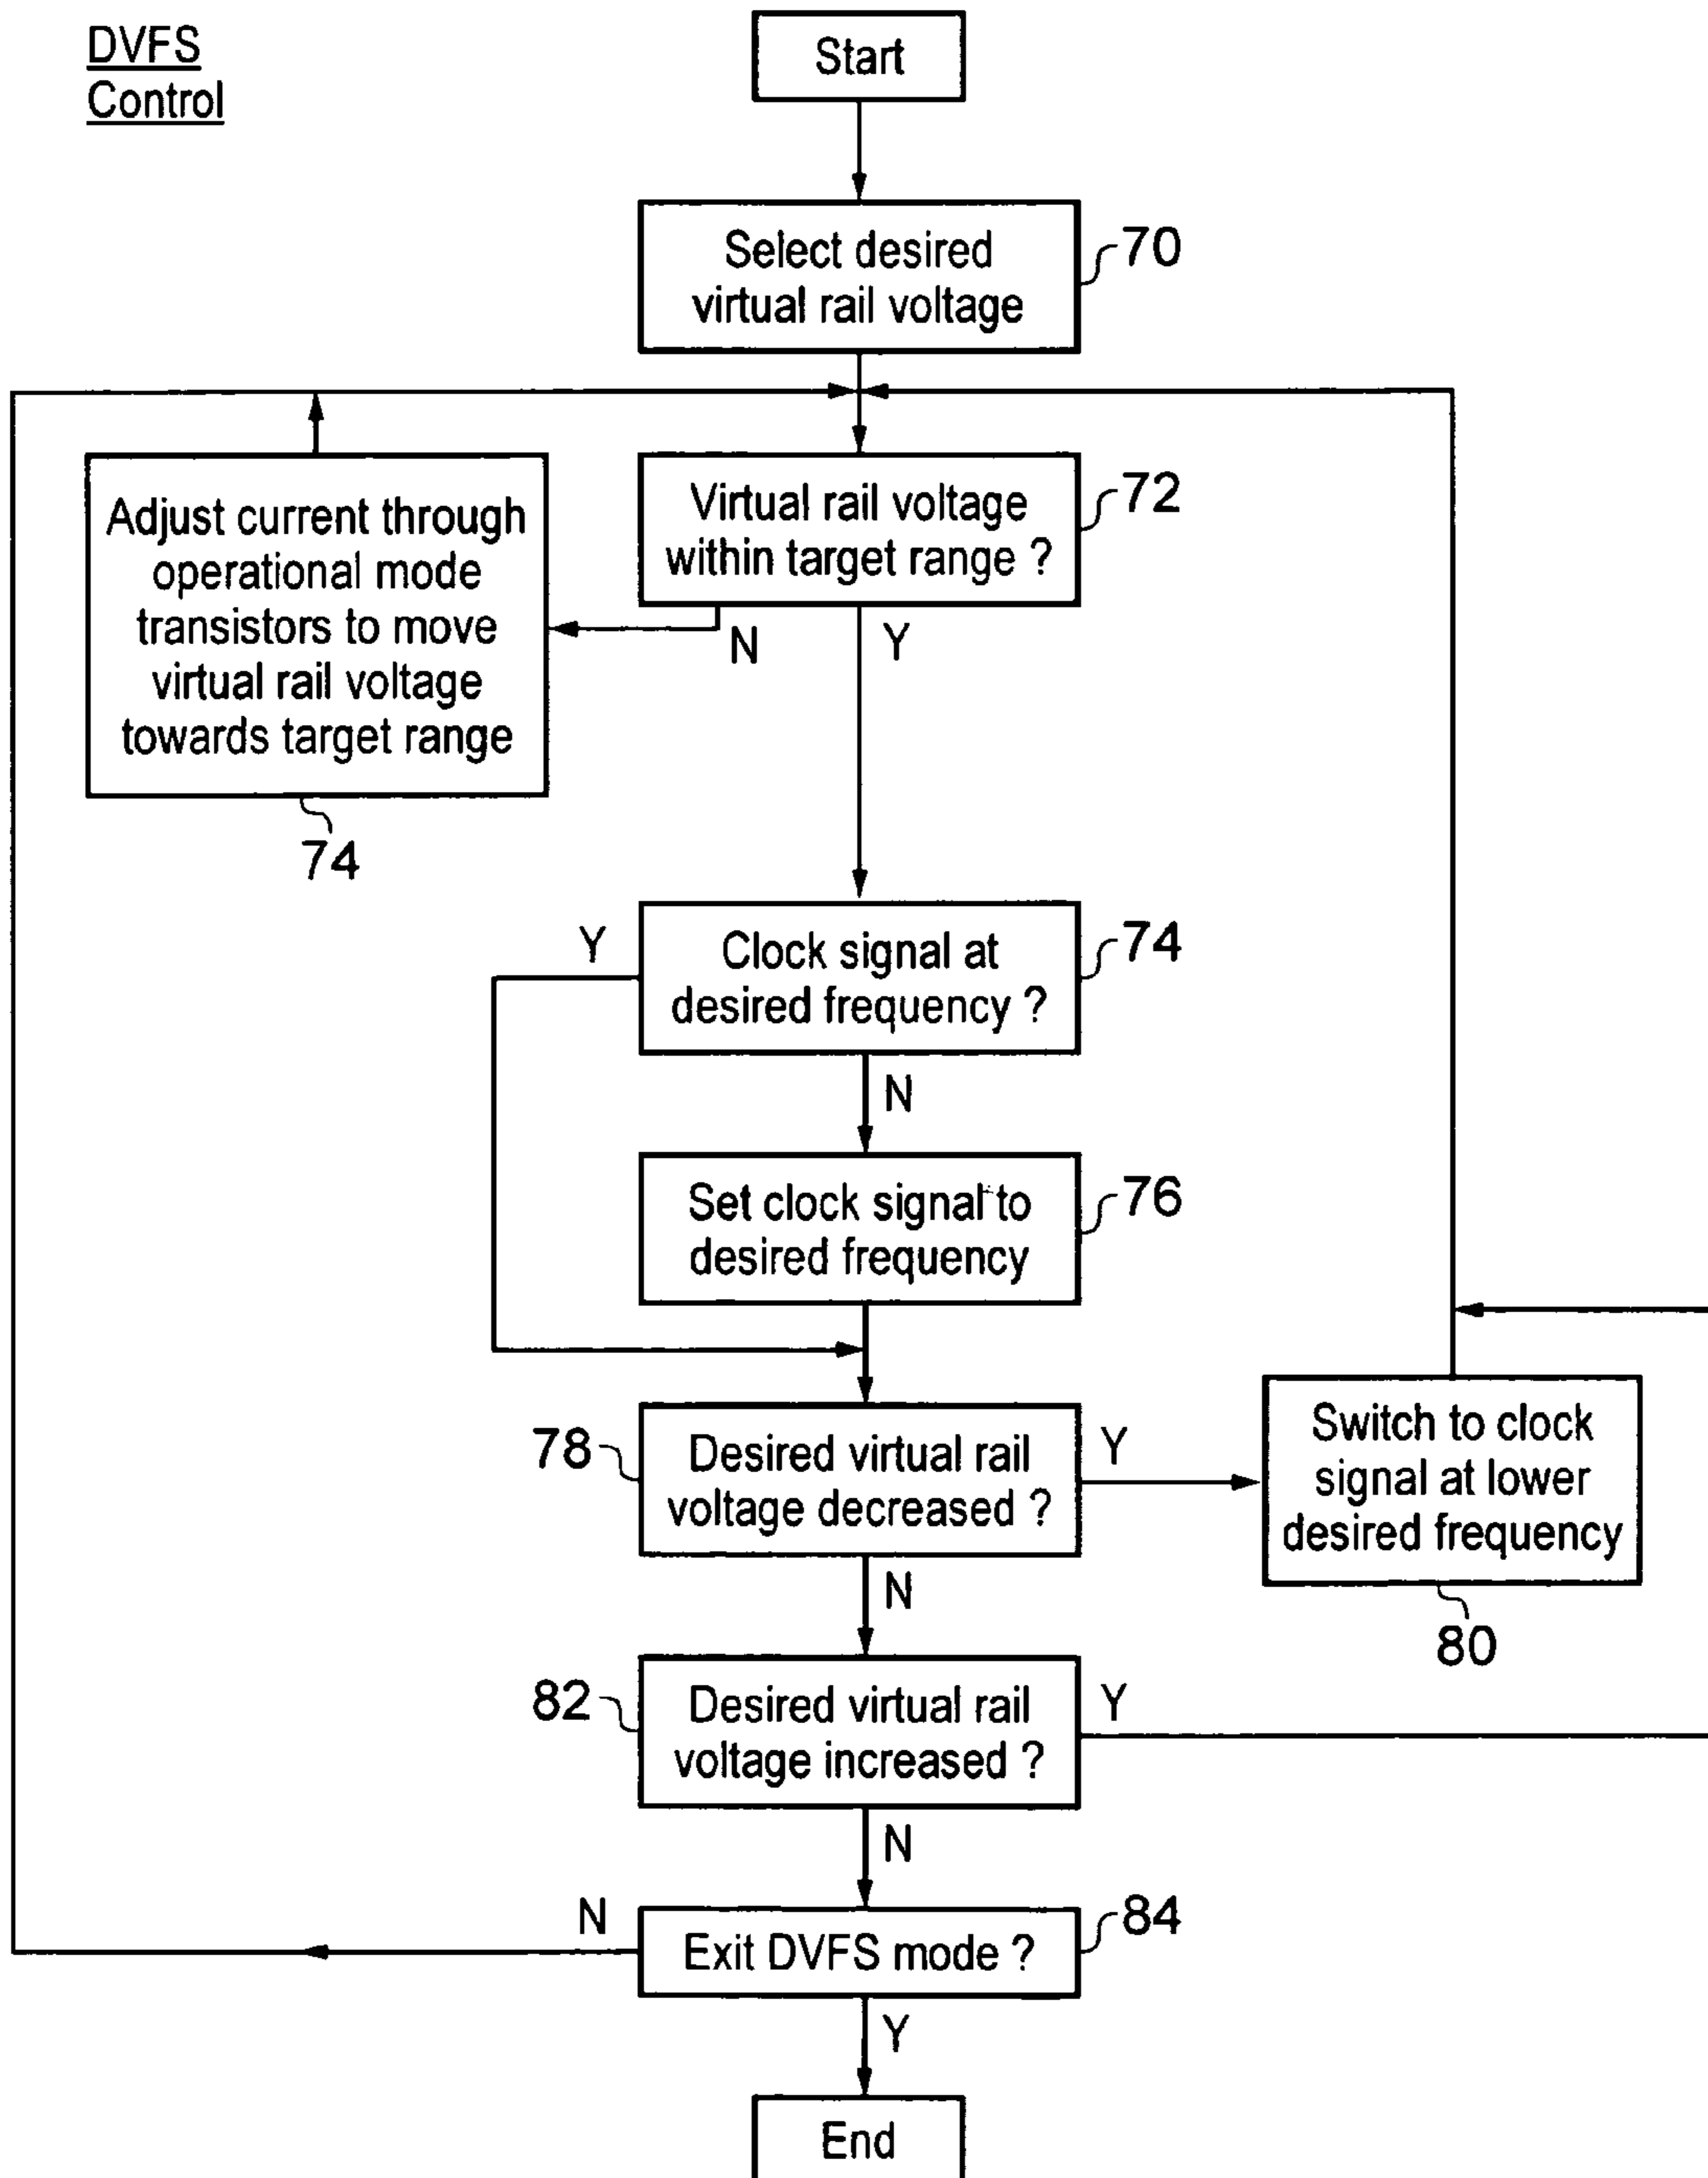 DVFS
Control
Start
Select desired
virtual rail voltage
70
Virtual rail voltage
within target range ?
72
N
Y
Adjust current through
operational mode
transistors to move
virtual rail voltage
towards target range
74
Y
Clock signal at
desired frequency ?
74
N
Set clock signal to
desired frequency
76
78
Desired virtual rail
voltage decreased ?
Y
Switch to clock
signal at lower
desired frequency
80
N
82
Desired virtual rail
voltage increased ?
Y
N
N
Exit DVFS mode ?
84
Y
End